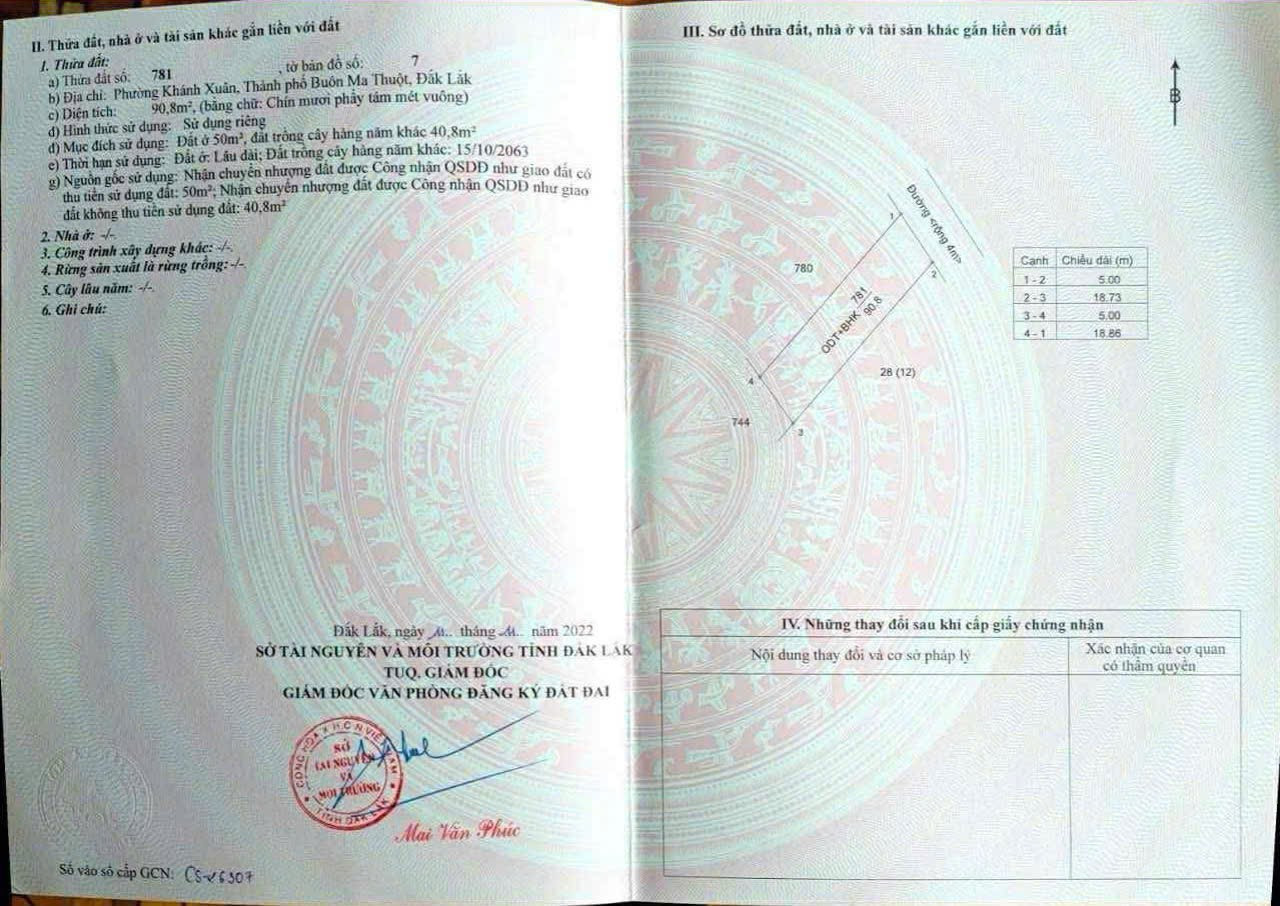 II. Thửa đất, nhà ở và tài sản khác gắn liền với đất
1. Thửa đất:
a) Thửa đất số: 781 , tờ bản đồ số: 7
b) Địa chỉ: Phường Khánh Xuân, Thành phố Buôn Ma Thuột, Đắk Lắk
c) Diện tích: 90,8m², (bằng chữ: Chín mươi phẩy tám mét vuông)
d) Hình thức sử dụng: Sử dụng riêng
đ) Mục đích sử dụng: Đất ở 50m², đất trồng cây hàng năm khác 40,8m²
e) Thời hạn sử dụng: Đất ở: Lâu dài; Đất trồng cây hàng năm khác: 15/10/2063
g) Nguồn gốc sử dụng: Nhận chuyển nhượng đất được Công nhận QSDĐ như giao đất có
thu tiền sử dụng đất: 50m²; Nhận chuyển nhượng đất được Công nhận QSDĐ như giao
đất không thu tiền sử dụng đất: 40,8m²
2. Nhà ở: -/-.
3. Công trình xây dựng khác: -/-.
4. Rừng sản xuất là rừng trồng: -/-.
5. Cây lâu năm: -/-.
6. Ghi chú:
Đắk Lắk, ngày 11.. tháng 11.. năm 2022
SỞ TÀI NGUYÊN VÀ MÔI TRƯỜNG TỈNH ĐẮK LẮK
TUQ. GIÁM ĐỐC
GIÁM ĐỐC VĂN PHÒNG ĐĂNG KÝ ĐẤT ĐAI
CỘNG HÒA X.H.C.N VIỆT NAM
SỞ
TÀI NGUYÊN
VÀ
MÔI TRƯỜNG
TỈNH ĐẮK LẮK
Mai Văn Phúc
Số vào sổ cấp GCN: CS 26307
III. Sơ đồ thửa đất, nhà ở và tài sản khác gắn liền với đất
B
Đường <rộng 4m>
1
2
780
ODT+BHK 781
90.8
28 (12)
4
744
3
Cạnh Chiều dài (m)
1 - 2 5.00
2 - 3 18.73
3 - 4 5.00
4 - 1 18.86
IV. Những thay đổi sau khi cấp giấy chứng nhận
Nội dung thay đổi và cơ sở pháp lý
Xác nhận của cơ quan
có thẩm quyền